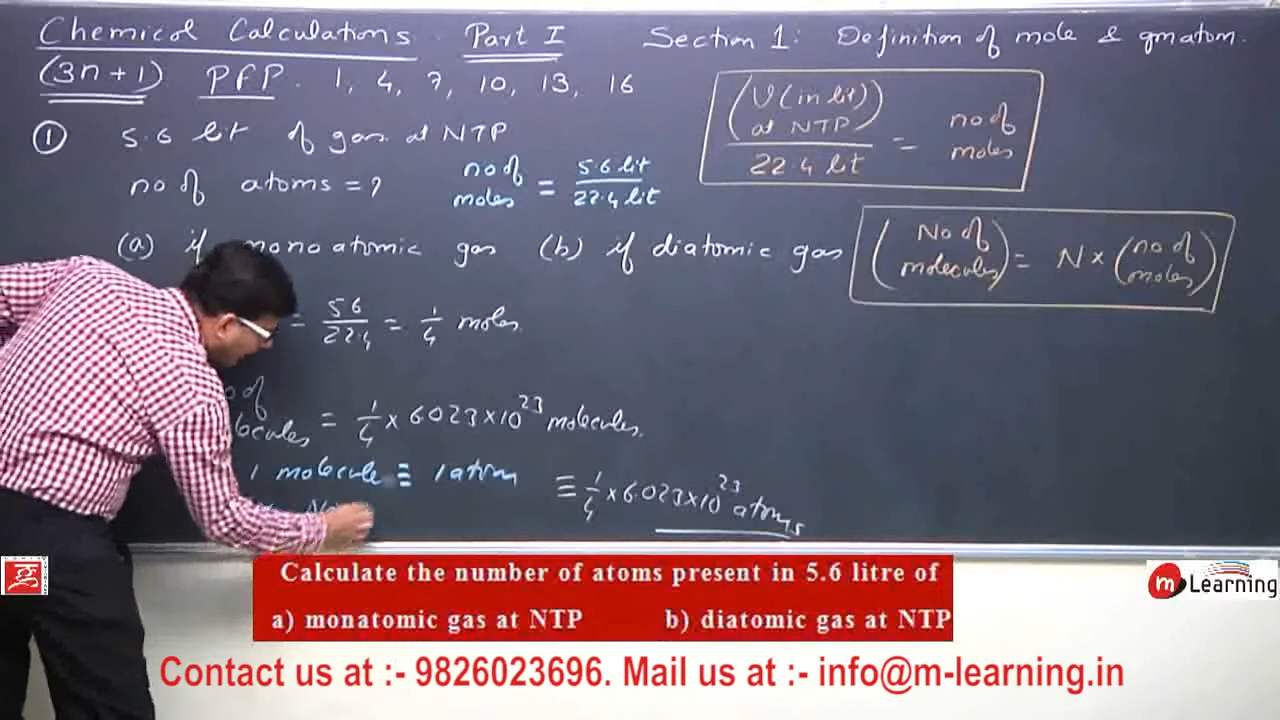 Chemical Calculations. Part I Section 1: Definition of mole & gm atom.
(3n+1) PFP. 1, 4, 7, 10, 13, 16
(V (in lit) at NTP) / 22.4 lit = no of moles
① 5.6 lit of gas at NTP
no of atoms = ? no of moles = 5.6 lit / 22.4 lit
(a) if monoatomic gas (b) if diatomic gas
(No of molecules) = N × (no of moles)
= 56 / 22.4 = 1/4 moles.
= 1/4 × 6.023 × 10^23 molecules.
1 molecule ≡ 1 atom
≡ 1/4 × 6.023 × 10^23 atoms
Calculate the number of atoms present in 5.6 litre of
a) monatomic gas at NTP b) diatomic gas at NTP
m Learning
Contact us at :- 9826023696. Mail us at :- info@m-learning.in